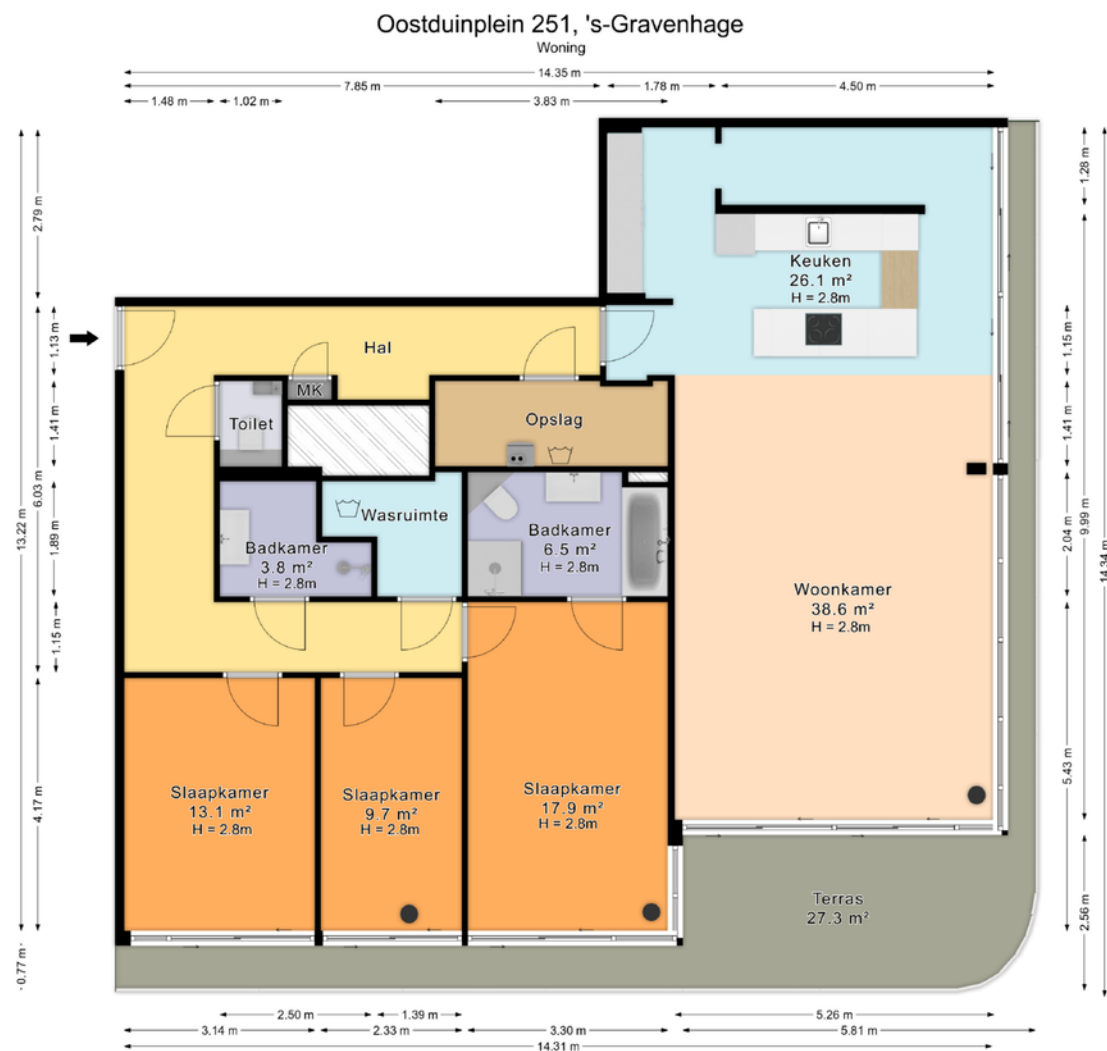 Oostduinplein 251, 's-Gravenhage
Woning
14.35 m
7.85 m
1.78 m
4.50 m
1.48 m
1.02 m
3.83 m
13.22 m
2.79 m
6.03 m
1.13 m
1.41 m
1.89 m
1.15 m
4.17 m
0.77 m
Keuken
26.1 m²
H = 2.8m
Hal
MK
Toilet
Opslag
Wasruimte
Badkamer
3.8 m²
H = 2.8m
Badkamer
6.5 m²
H = 2.8m
Woonkamer
38.6 m²
H = 2.8m
Slaapkamer
13.1 m²
H = 2.8m
Slaapkamer
9.7 m²
H = 2.8m
Slaapkamer
17.9 m²
H = 2.8m
Terras
27.3 m²
1.28 m
1.15 m
1.41 m
2.04 m
9.99 m
5.43 m
2.56 m
14.34 m
2.50 m
1.39 m
5.26 m
3.14 m
2.33 m
3.30 m
5.81 m
14.31 m